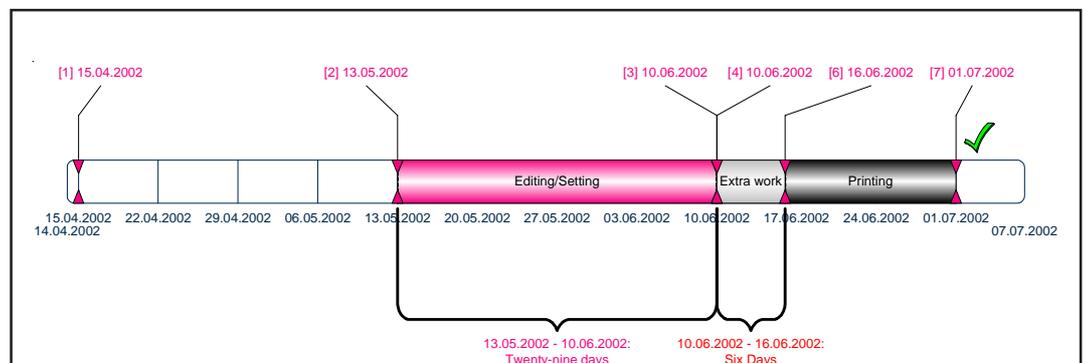 [1] 15.04.2002 [2] 13.05.2002 [3] 10.06.2002 [4] 10.06.2002 [6] 16.06.2002 [7] 01.07.2002
Editing/Setting Extra work Printing
15.04.2002 22.04.2002 29.04.2002 06.05.2002 13.05.2002 20.05.2002 27.05.2002 03.06.2002 10.06.2002 17.06.2002 24.06.2002 01.07.2002
14.04.2002 07.07.2002
13.05.2002 - 10.06.2002: 10.06.2002 - 16.06.2002:
Twenty-nine days Six Days